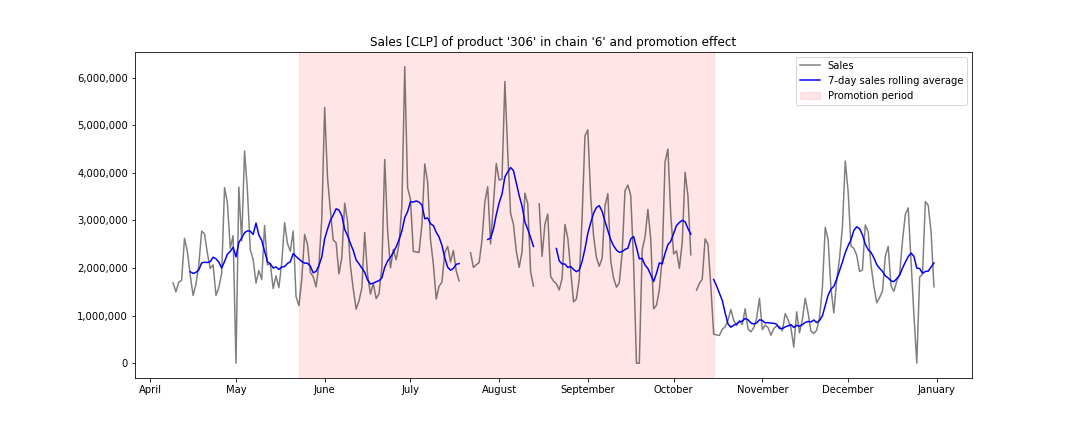 Sales [CLP] of product '306' in chain '6' and promotion effect
Sales
7-day sales rolling average
Promotion period
6,000,000
5,000,000
4,000,000
3,000,000
2,000,000
1,000,000
0
April May June July August September October November December January